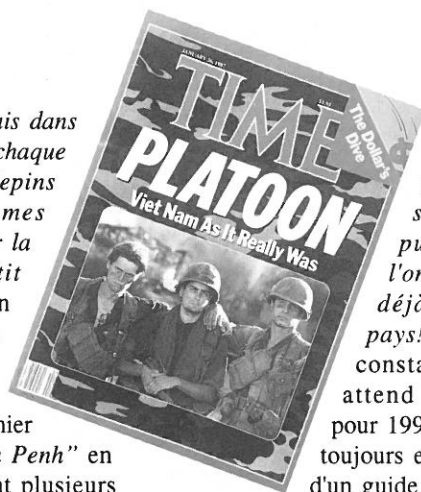 is dans
chaque
epins
mes
r la
tit
n
nier
Penh" en
nt plusieurs
JANUARY 26, 1987
TIME
The Dollar's
Dive
PLATOON
Viet Nam As It Really Was
s
pu
l'or
déjà
pays!
consta
attend
pour 199
toujours e
d'un guide